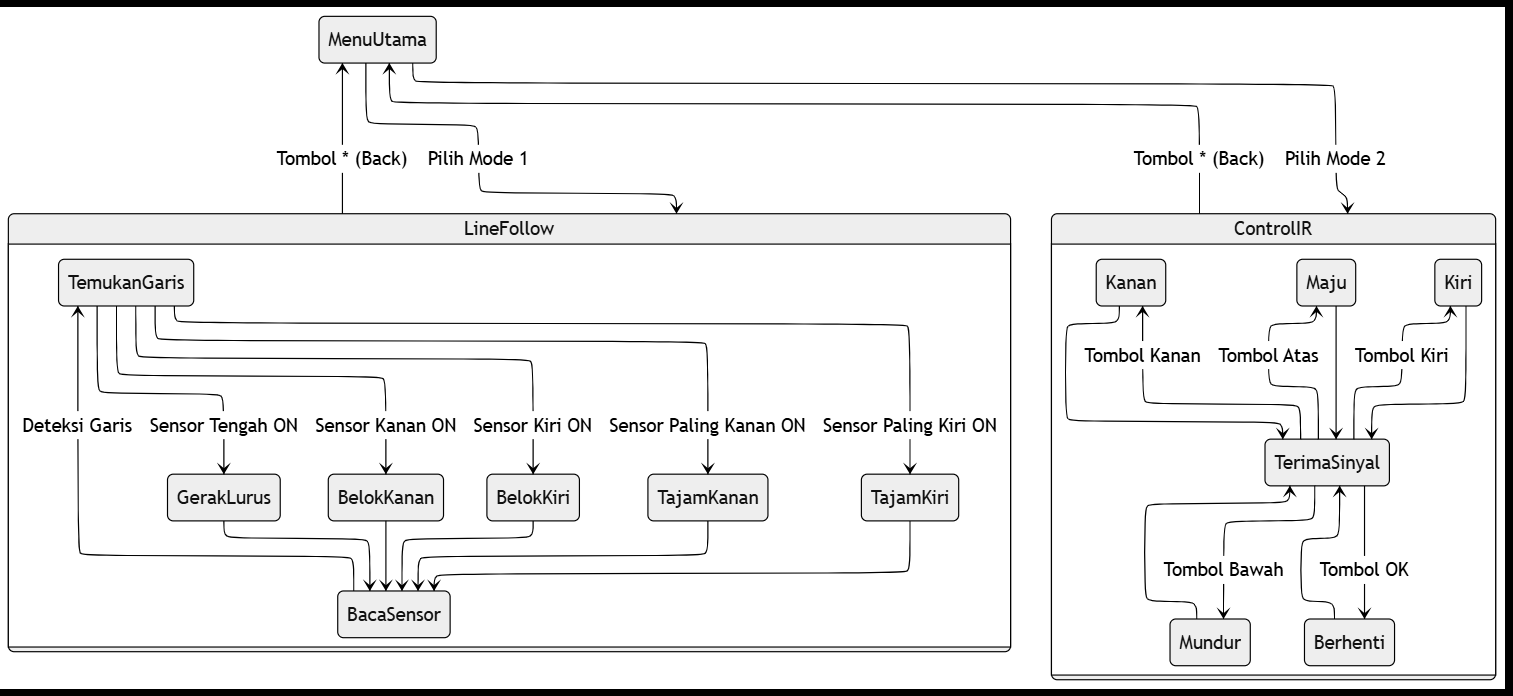 MenuUtama
Tombol * (Back)
Pilih Mode 1
Tombol * (Back)
Pilih Mode 2
LineFollow
TemukanGaris
Deteksi Garis
Sensor Tengah ON
Sensor Kanan ON
Sensor Kiri ON
Sensor Paling Kanan ON
Sensor Paling Kiri ON
GerakLurus
BelokKanan
BelokKiri
TajamKanan
TajamKiri
BacaSensor
ControlIR
Kanan
Maju
Kiri
Tombol Kanan
Tombol Atas
Tombol Kiri
TerimaSinyal
Tombol Bawah
Tombol OK
Mundur
Berhenti